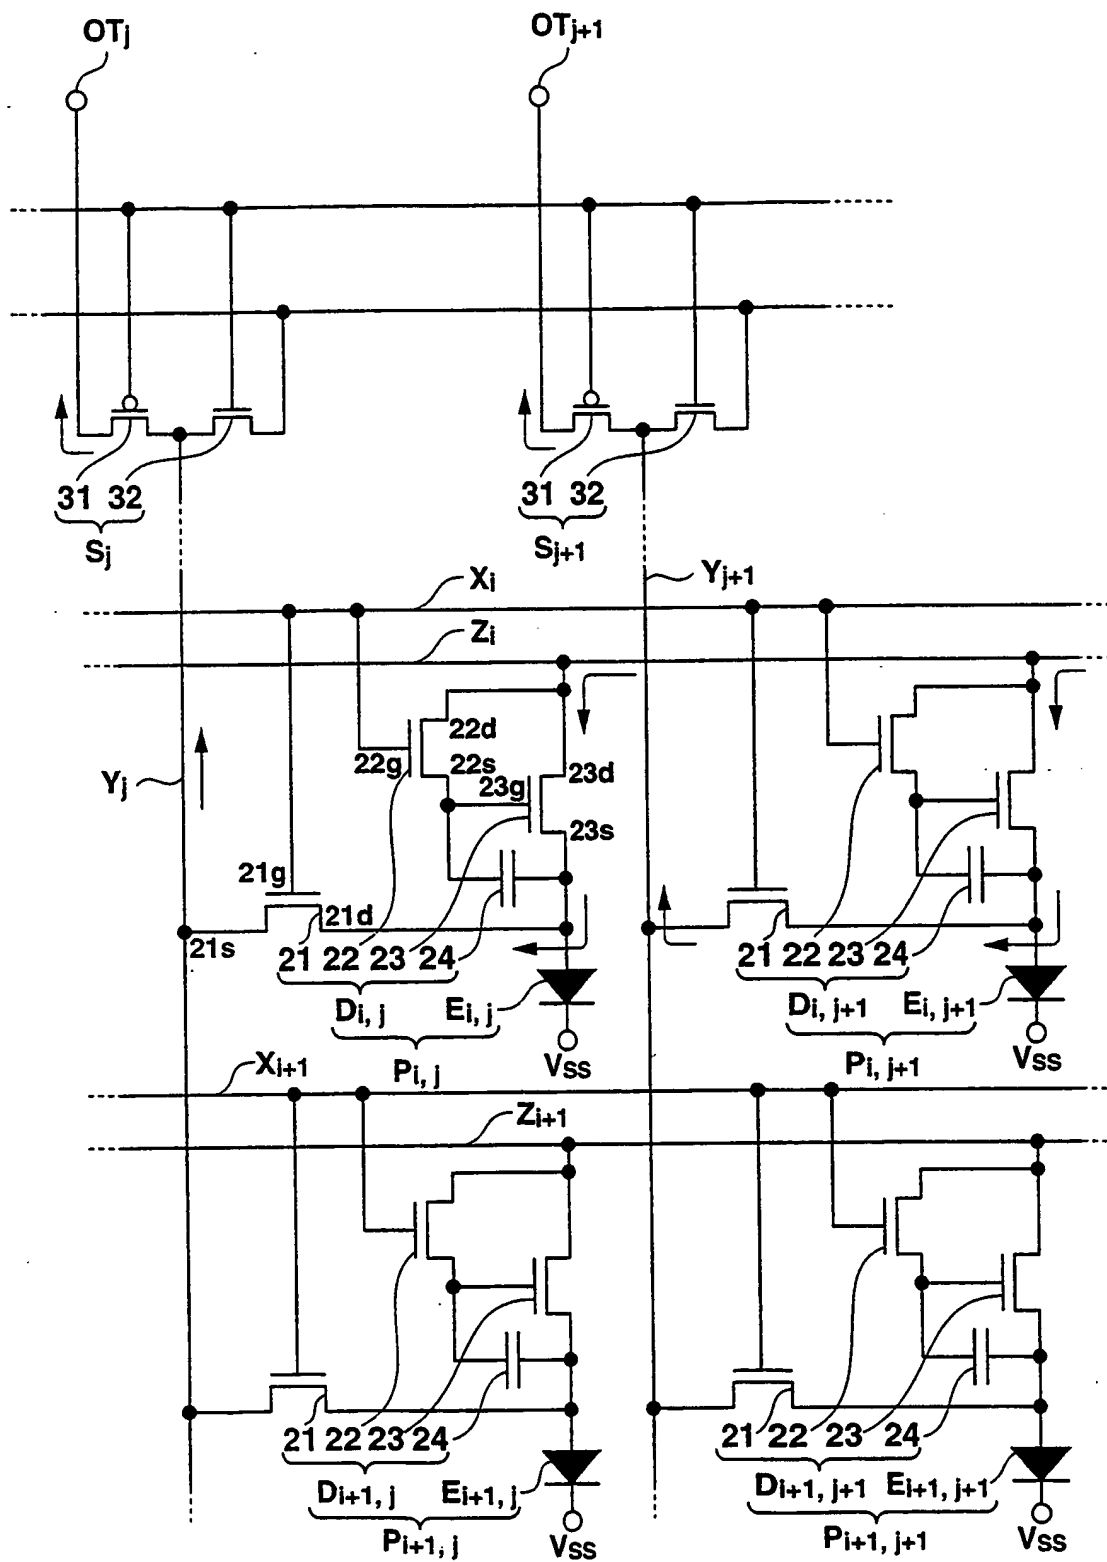 OTj OTj+1
31 32 31 32
Sj Sj+1
Xi Yj+1
Zi
22d
22g 22s 23g 23d
Yj
23s
21g
21d
21s 21 22 23 24 21 22 23 24
Di, j Ei, j Di, j+1 Ei, j+1
Pi, j VSS Pi, j+1 VSS
Xi+1
Zi+1
21 22 23 24 21 22 23 24
Di+1, j Ei+1, j Di+1, j+1 Ei+1, j+1
Pi+1, j VSS Pi+1, j+1 VSS